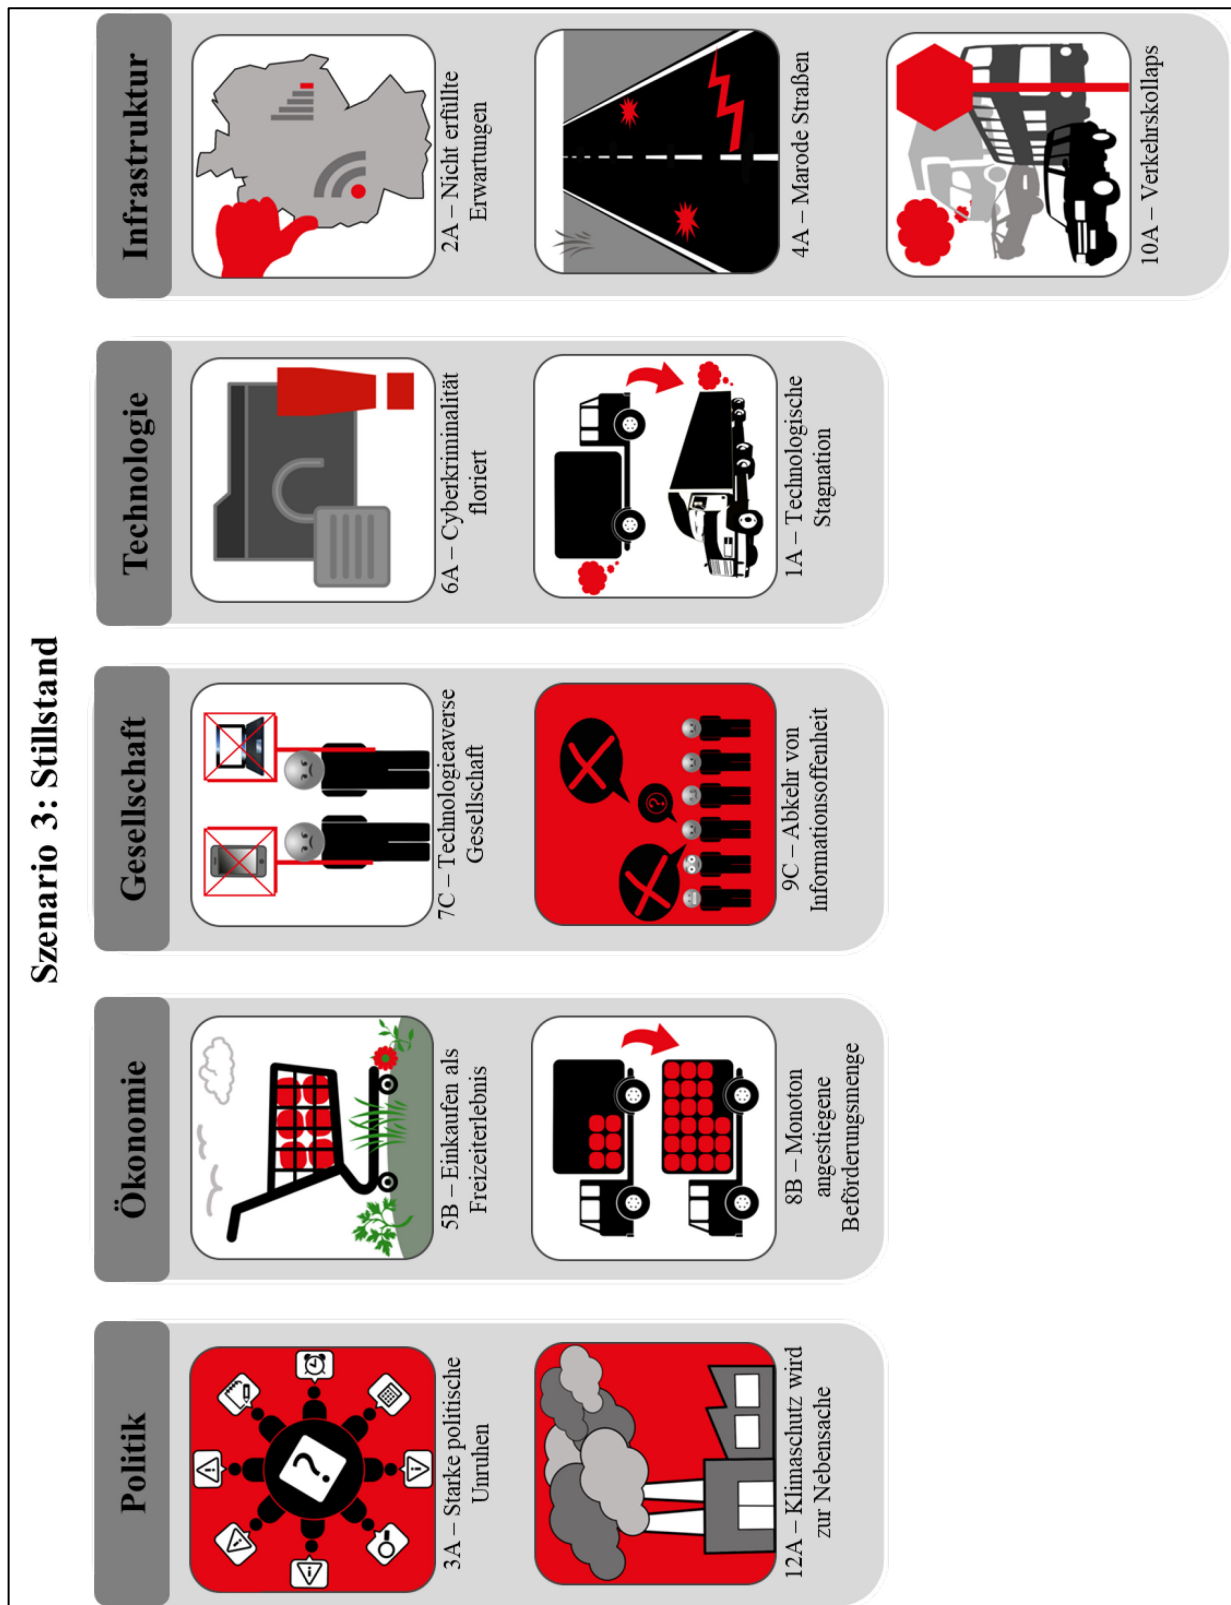 Szenario 3: Stillstand
Politik
3A – Starke politische
Unruhen
12A – Klimaschutz wird
zur Nebensache
Ökonomie
5B – Einkaufen als
Freizeiterlebnis
8B – Monoton
angestiegene
Beförderungsmenge
Gesellschaft
7C – Technologieaverse
Gesellschaft
9C – Abkehr von
Informationsoffenheit
Technologie
6A – Cyberkriminalität
floriert
1A – Technologische
Stagnation
Infrastruktur
2A – Nicht erfüllte
Erwartungen
4A – Marode Straßen
10A – Verkehrskollaps